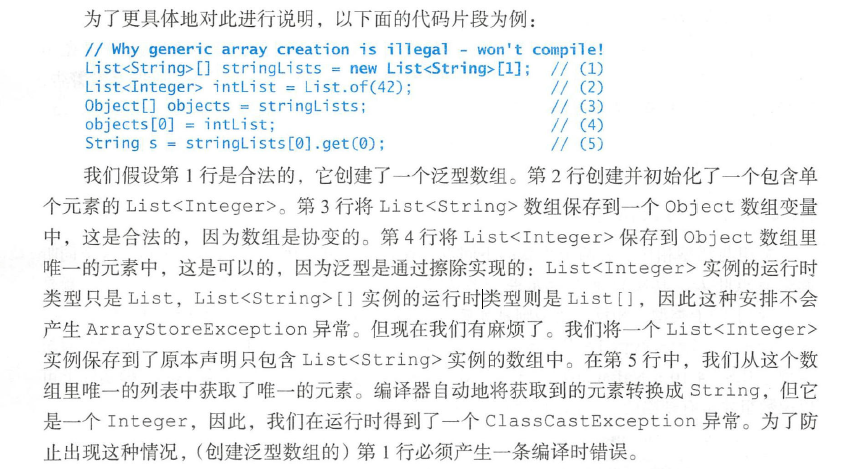 为了更具体地对此进行说明，以下面的代码片段为例：
// Why generic array creation is illegal - won't compile!
List<String>[] stringLists = new List<String>[1]; // (1)
List<Integer> intList = List.of(42); // (2)
Object[] objects = stringLists; // (3)
objects[0] = intList; // (4)
String s = stringLists[0].get(0); // (5)
我们假设第 1 行是合法的，它创建了一个泛型数组。第 2 行创建并初始化了一个包含单
个元素的 List<Integer>。第 3 行将 List<String> 数组保存到一个 Object 数组变量
中，这是合法的，因为数组是协变的。第 4 行将 List<Integer> 保存到 Object 数组里
唯一的元素中，这是可以的，因为泛型是通过擦除实现的：List<Integer> 实例的运行时
类型只是 List，List<String>[] 实例的运行时类型则是 List[]，因此这种安排不会
产生 ArrayStoreException 异常。但现在我们有麻烦了。我们将一个 List<Integer>
实例保存到了原本声明只包含 List<String> 实例的数组中。在第 5 行中，我们从这个数
组里唯一的列表中获取了唯一的元素。编译器自动地将获取到的元素转换成 String，但它
是一个 Integer，因此，我们在运行时得到了一个 ClassCastException 异常。为了防
止出现这种情况，（创建泛型数组的）第 1 行必须产生一条编译时错误。